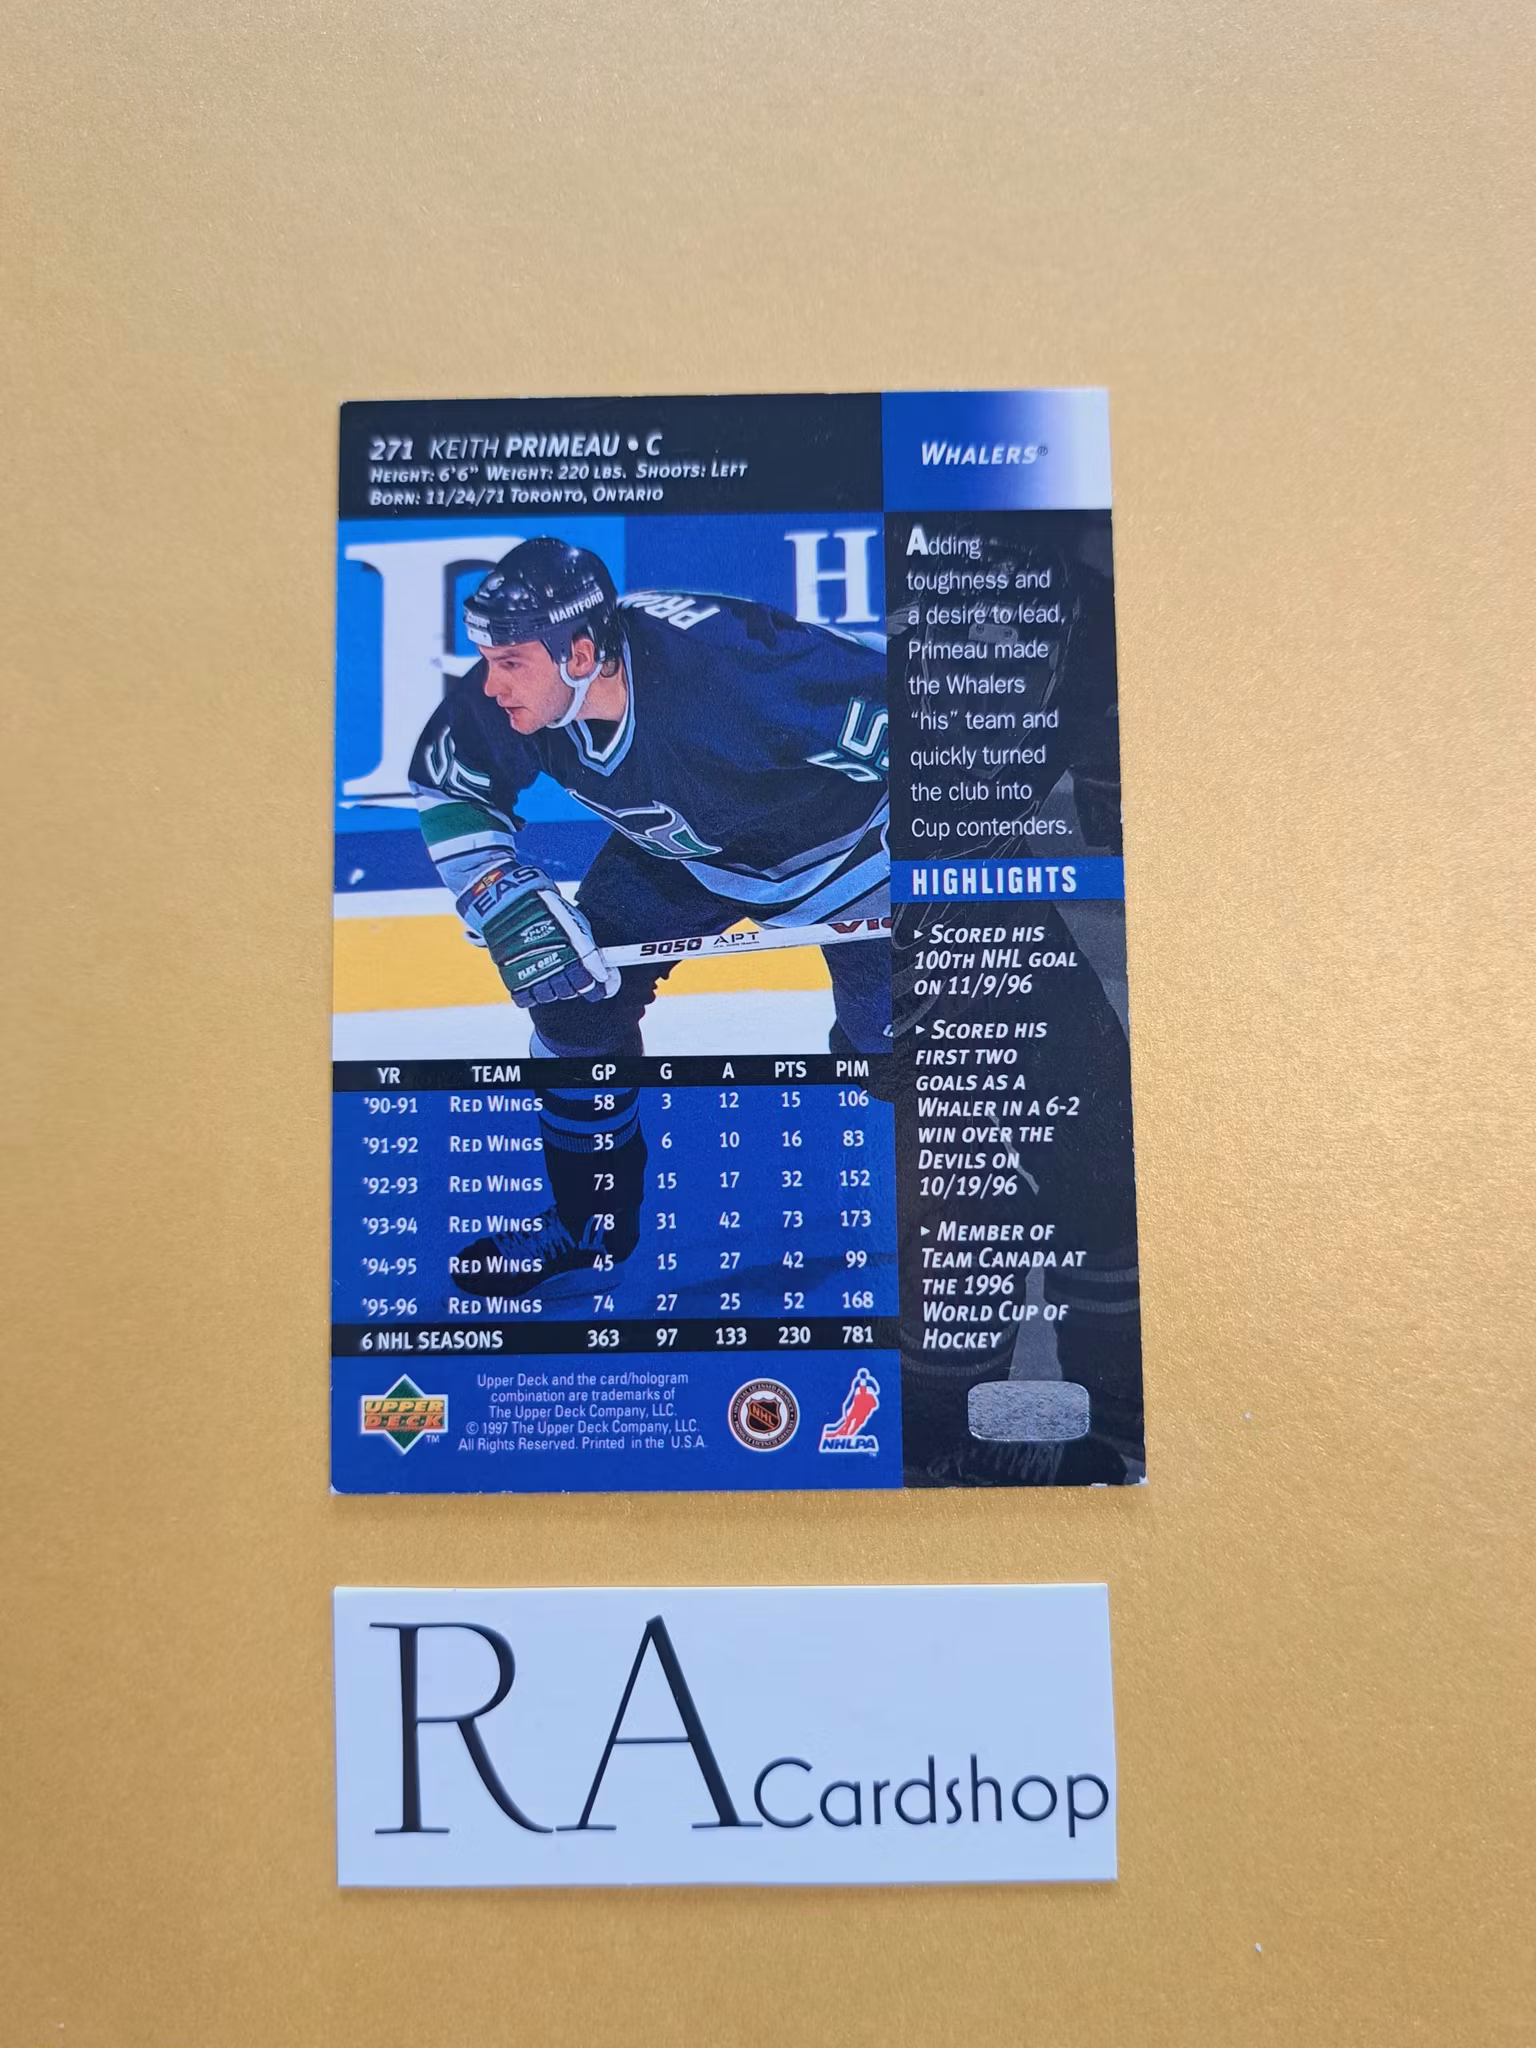 271 KEITH PRIMEAU • C
HEIGHT: 6'6" WEIGHT: 220 LBS. SHOOTS: LEFT
BORN: 11/24/71 TORONTO, ONTARIO
WHALERS®
HARTFORD
H
55
EAS
FLEX GRIP
9050 APT
VIC
Adding
toughness and
a desire to lead,
Primeau made
the Whalers
"his" team and
quickly turned
the club into
Cup contenders.
HIGHLIGHTS
▸ SCORED HIS
100TH NHL GOAL
ON 11/9/96
▸ SCORED HIS
FIRST TWO
GOALS AS A
WHALER IN A 6-2
WIN OVER THE
DEVILS ON
10/19/96
▸ MEMBER OF
TEAM CANADA AT
THE 1996
WORLD CUP OF
HOCKEY
YR TEAM GP G A PTS PIM
'90-91 RED WINGS 58 3 12 15 106
'91-92 RED WINGS 35 6 10 16 83
'92-93 RED WINGS 73 15 17 32 152
'93-94 RED WINGS 78 31 42 73 173
'94-95 RED WINGS 45 15 27 42 99
'95-96 RED WINGS 74 27 25 52 168
6 NHL SEASONS 363 97 133 230 781
UPPER
DECK
TM
Upper Deck and the card/hologram
combination are trademarks of
The Upper Deck Company, LLC.
© 1997 The Upper Deck Company, LLC.
All Rights Reserved. Printed in the U.S.A.
NHL
NHLPA
RA Cardshop